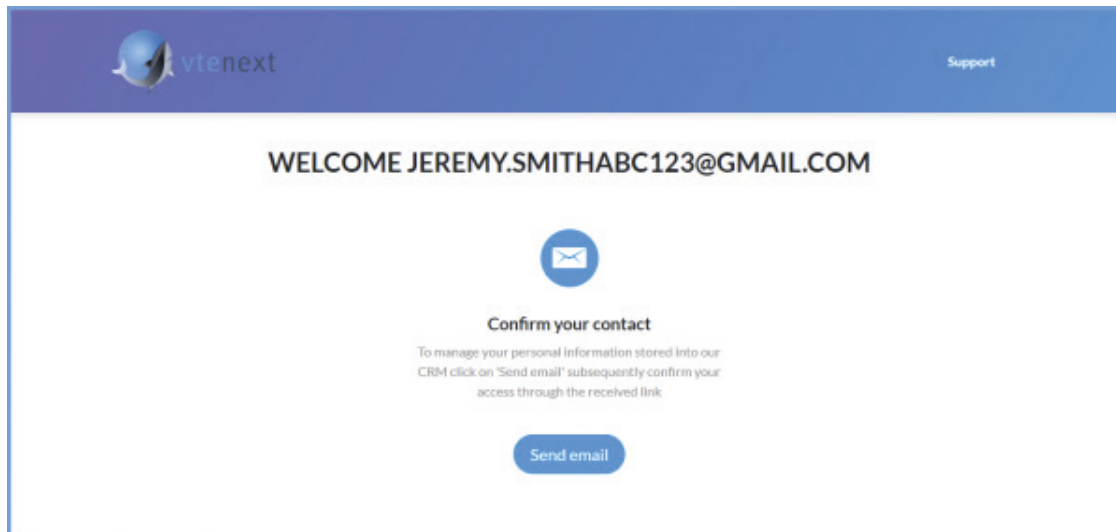 vtenext
Support
WELCOME JEREMY.SMITHABC123@GMAIL.COM
Confirm your contact
To manage your personal information stored into our
CRM click on 'Send email' subsequently confirm your
access through the received link
Send email